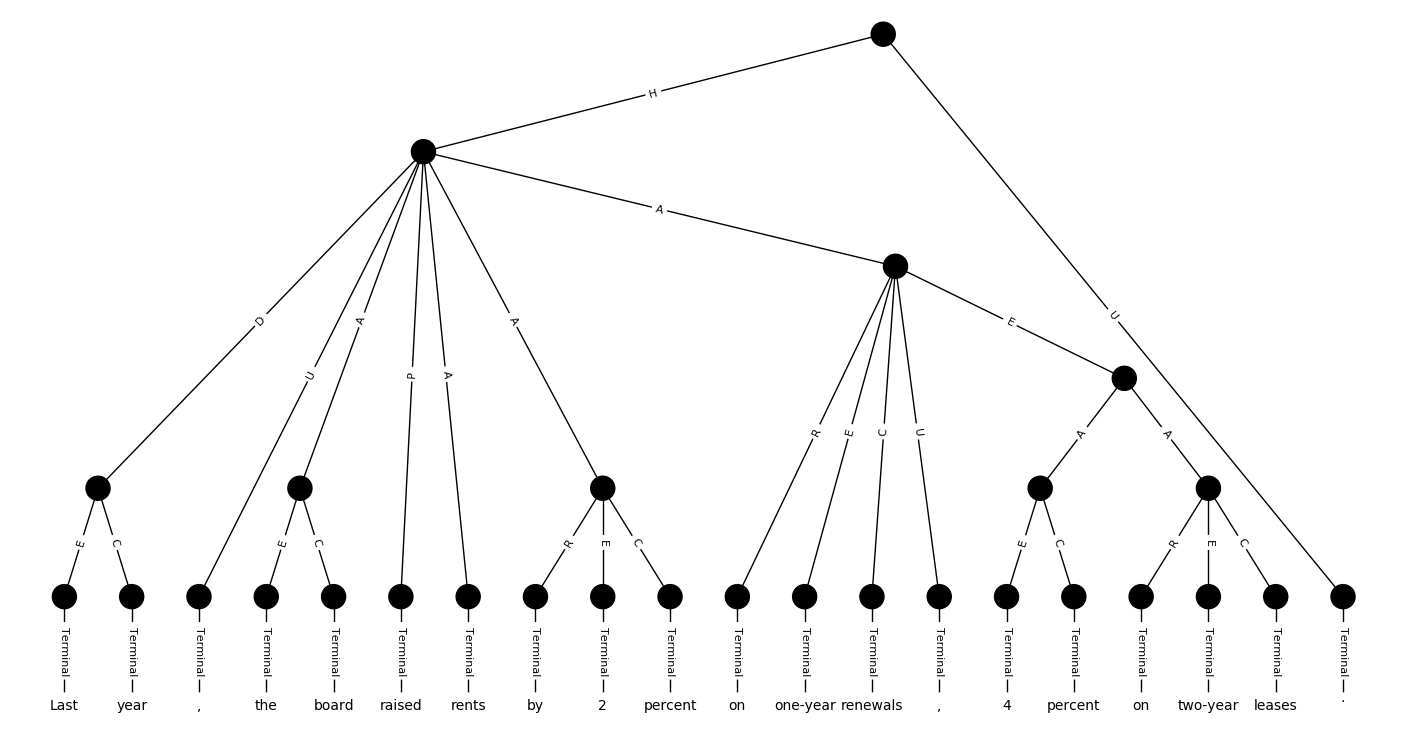 H
A
D
A
A
U
E
U
P
A
R
E
C
U
A
A
E
C
E
C
R
E
C
E
C
R
E
C
Terminal Terminal Terminal Terminal Terminal Terminal Terminal Terminal Terminal Terminal Terminal Terminal Terminal Terminal Terminal Terminal Terminal Terminal Terminal Terminal
Last year , the board raised rents by 2 percent on one-year renewals , 4 percent on two-year leases .